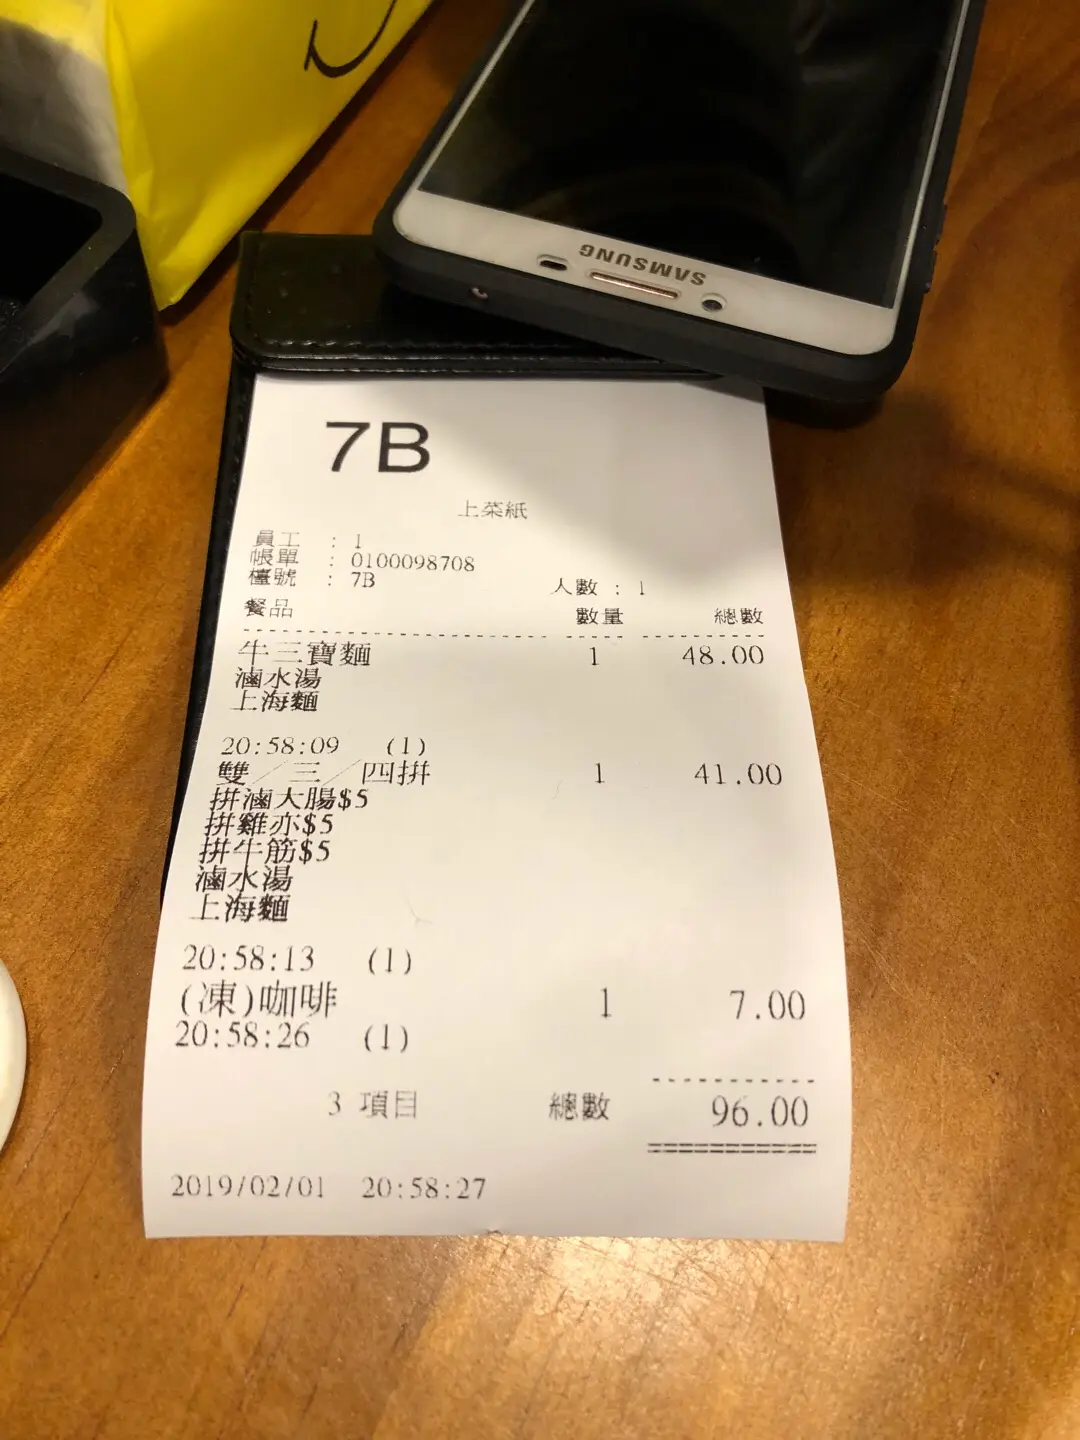 SAMSUNG
7B
上菜紙
員工 : 1
帳單 : 0100098708
檯號 : 7B 人數 : 1
餐品 數量 總數
牛三寶麵 1 48.00
滷水湯
上海麵
20:58:09 (1)
雙/三/四拼 1 41.00
拼滷大腸$5
拼雞亦$5
拼牛筋$5
滷水湯
上海麵
20:58:13 (1)
(凍)咖啡 1 7.00
20:58:26 (1)
3 項目 總數 96.00
2019/02/01 20:58:27